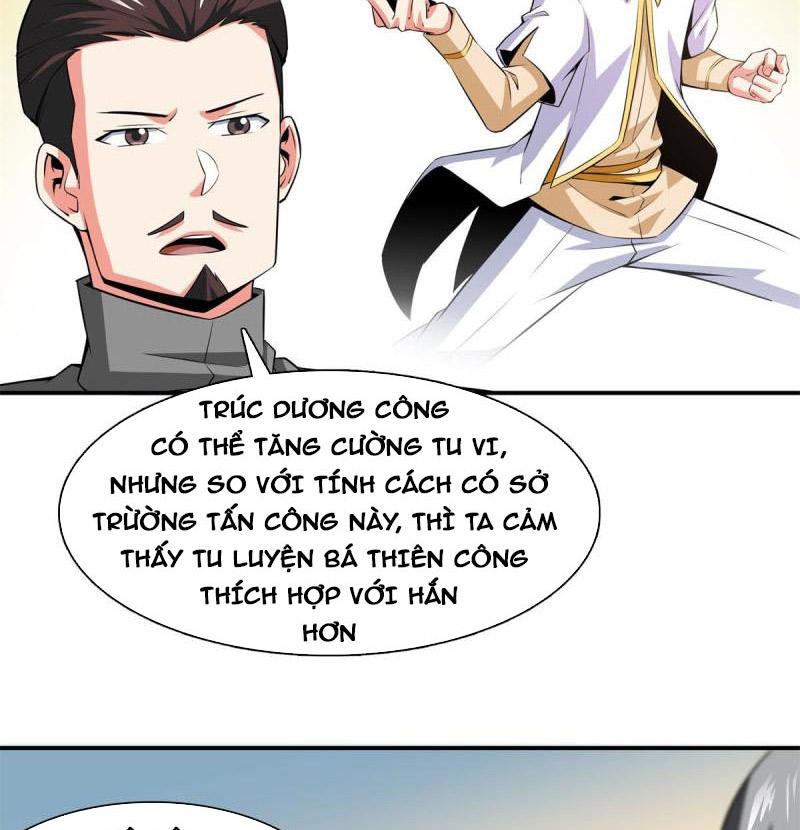 TRÚC DƯƠNG CÔNG
CÓ THỂ TĂNG CƯỜNG TU VI,
NHƯNG SO VỚI TÍNH CÁCH CÓ SỞ
TRƯỜNG TẤN CÔNG NÀY, THÌ TA CẢM
THẤY TU LUYỆN BÁ THIÊN CÔNG
THÍCH HỢP VỚI HẮN
HƠN